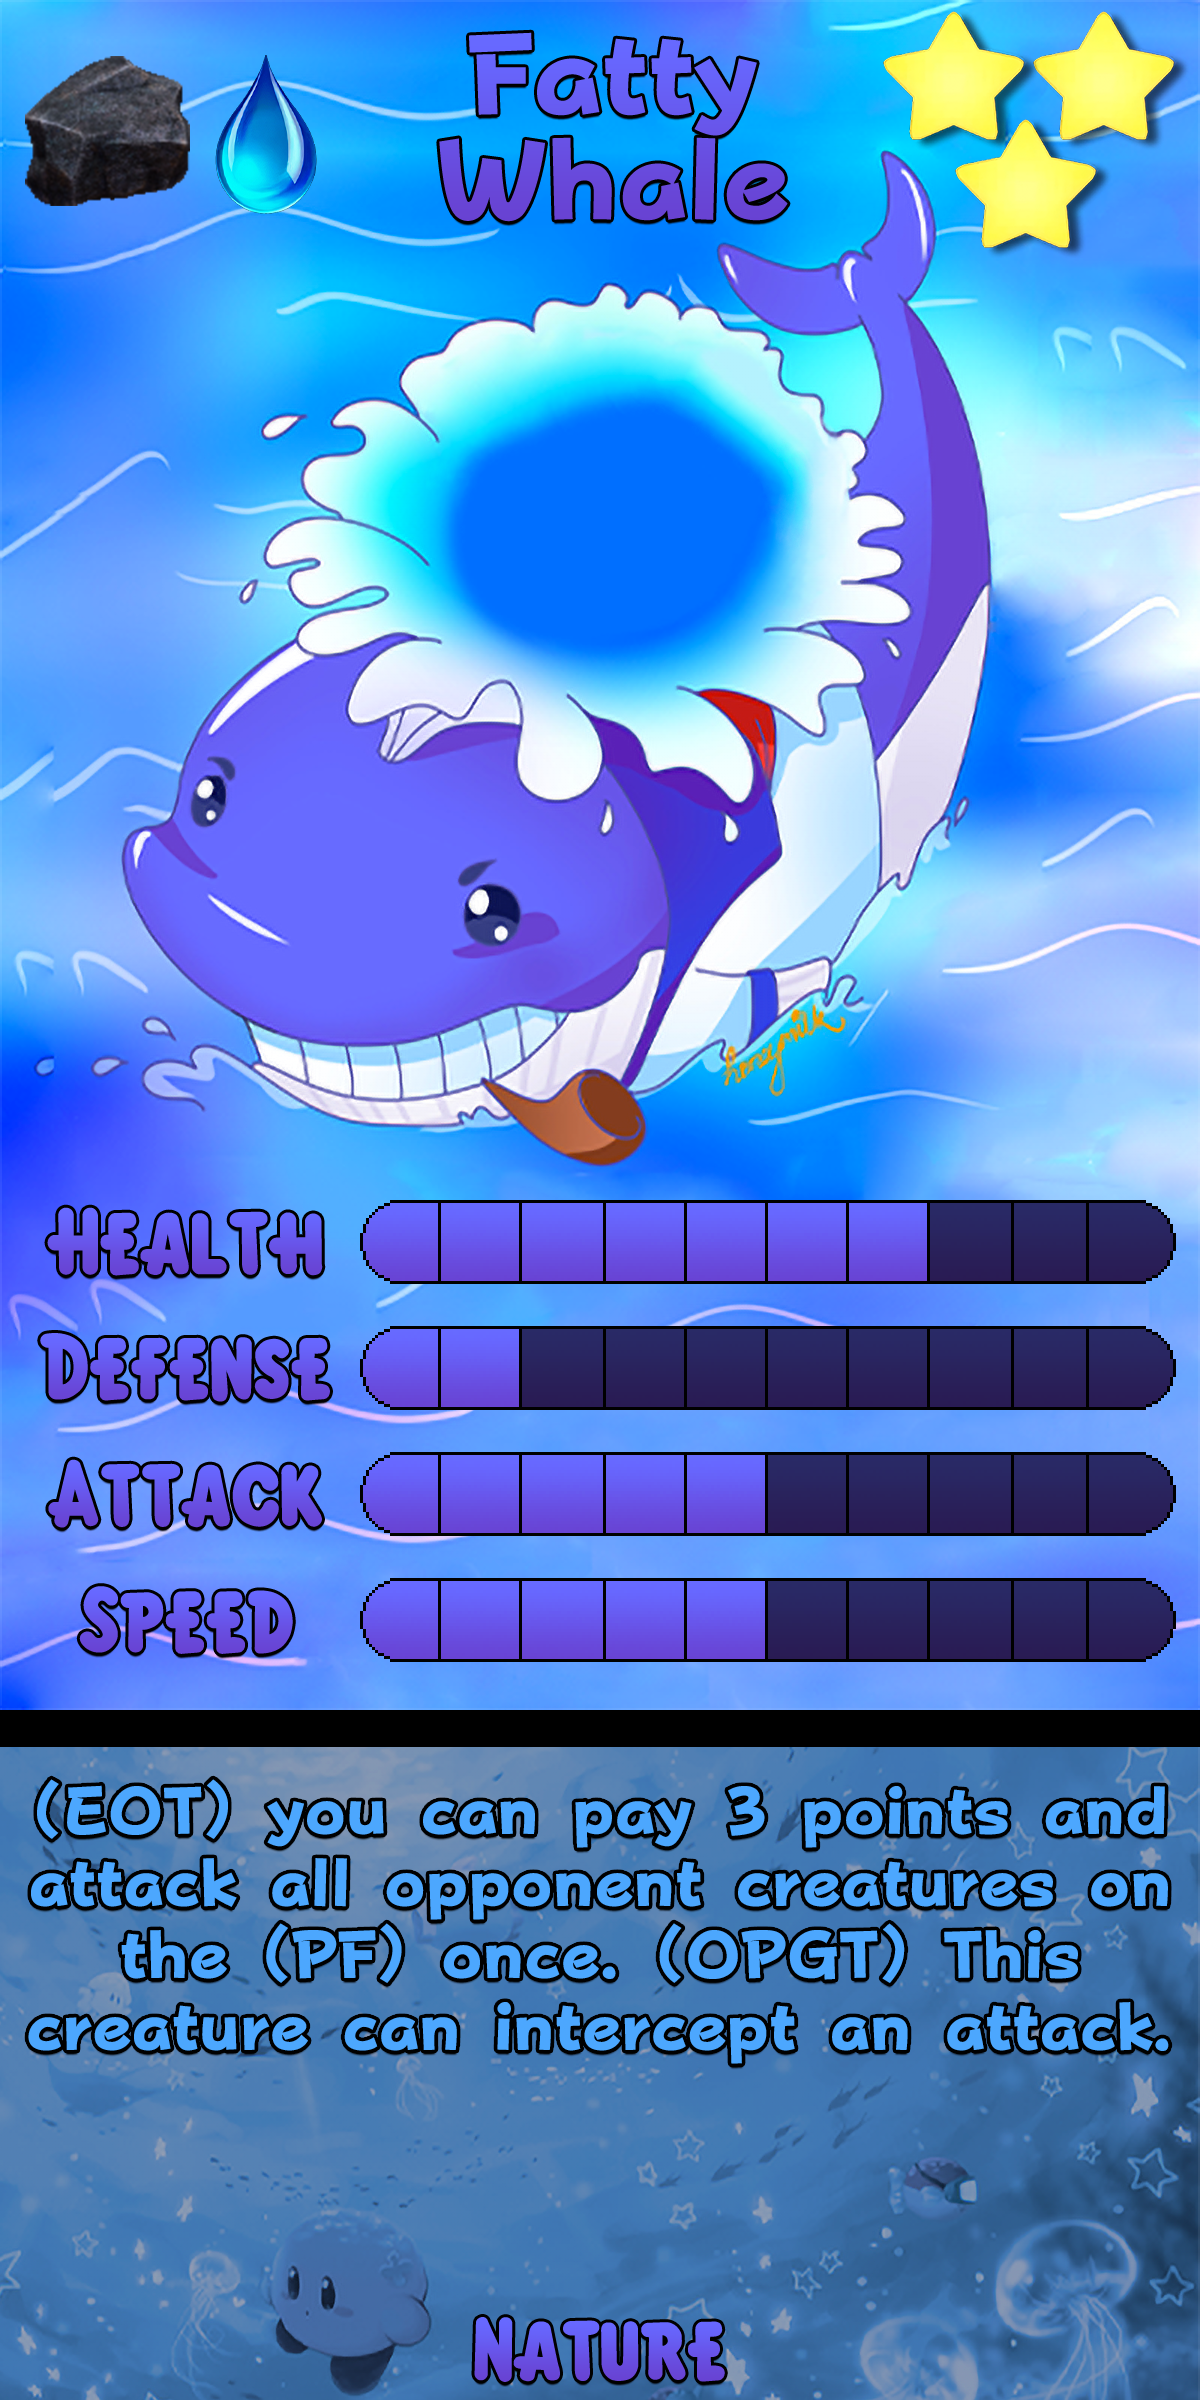 Fatty
Whale
honeymilk
HEALTH
DEFENSE
ATTACK
SPEED
(EOT) you can pay 3 points and
attack all opponent creatures on
the (PF) once. (OPGT) This
creature can intercept an attack.
NATURE